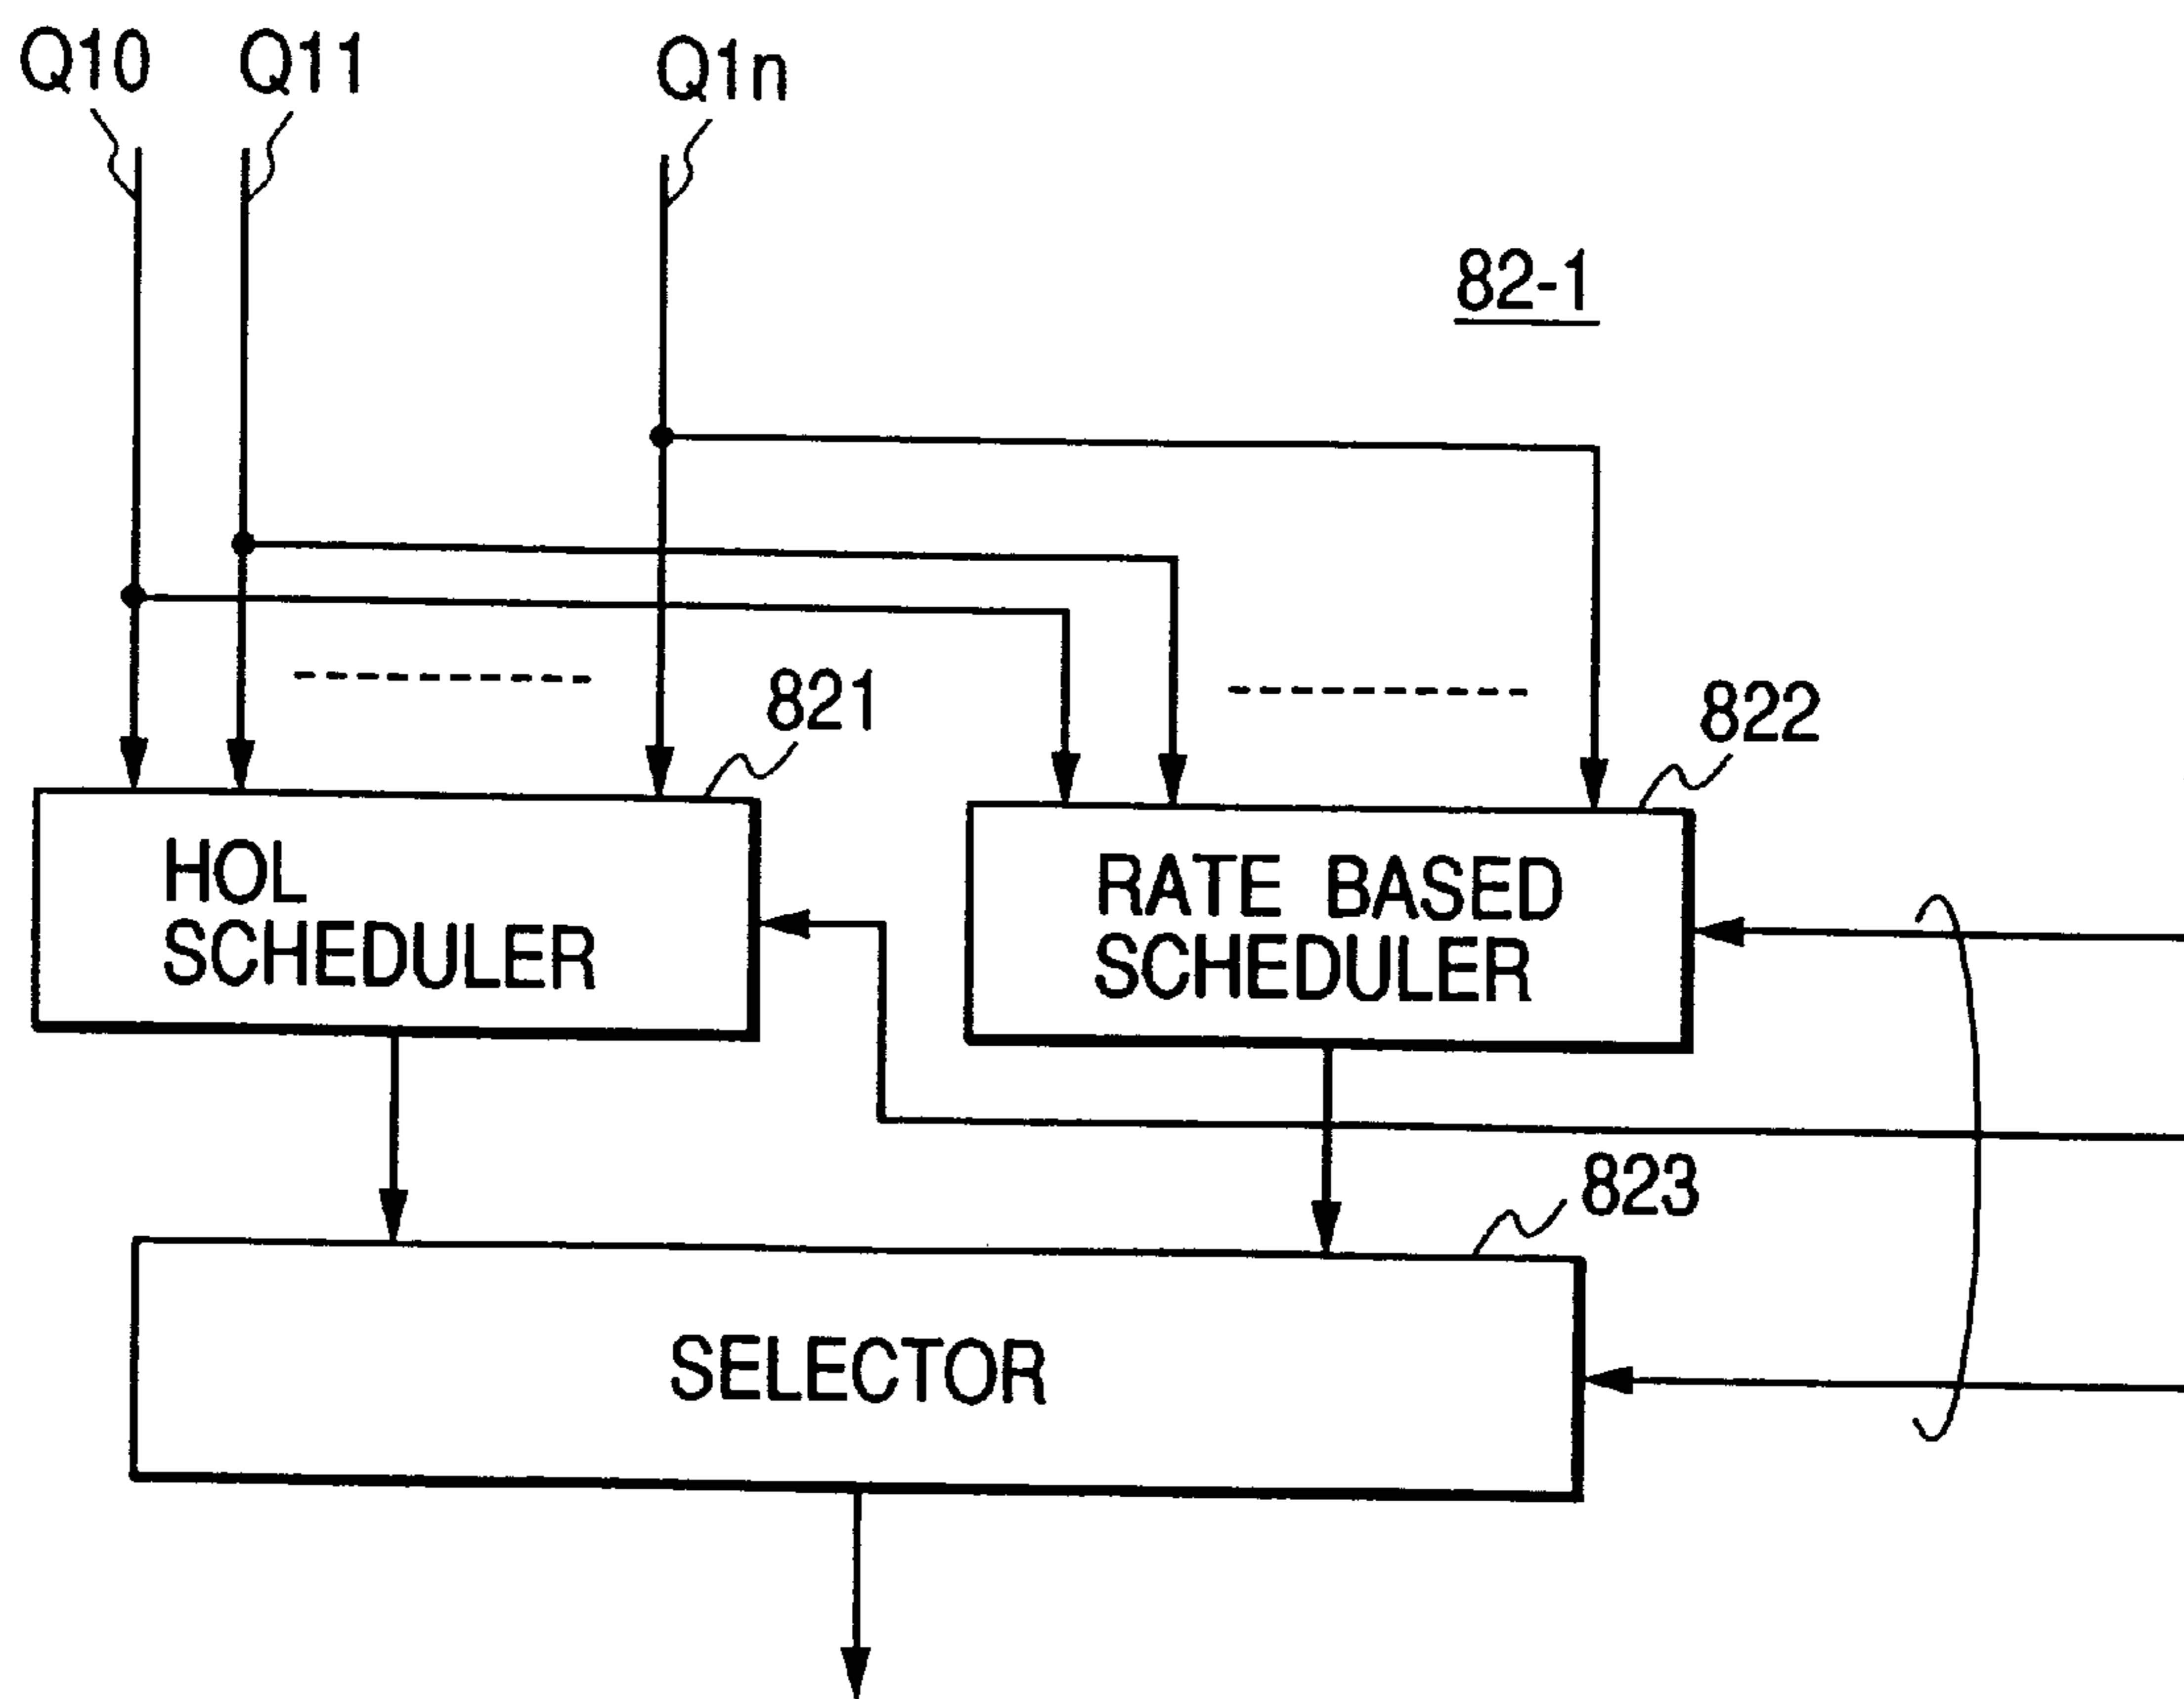 Q10 Q11 Q1n
82-1
821
822
HOL
SCHEDULER
RATE BASED
SCHEDULER
823
SELECTOR